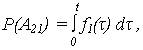 P(A₂₁) = ∫₀ᵗ f₁(τ) dτ ,